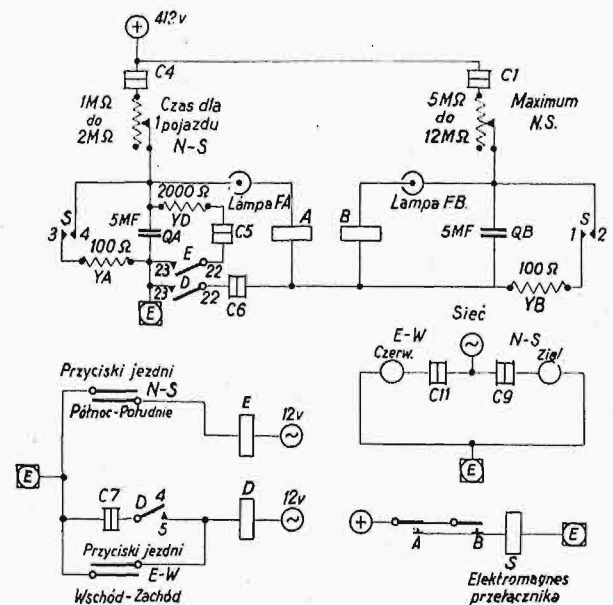 + 412v
C4
C1
1MΩ
do
2MΩ
Czas dla
1 pojazdu
N-S
5MΩ
do
12MΩ
Maximum
N.S.
2000 Ω
YD
Lampa FA
A
B
Lampa FB.
S
3 4
5MF
QA
C5
5MF
QB
S
1 2
100 Ω
YA
E
23 22
D
23 22
C6
100 Ω
YB
E
Sieć
E-W
Czerw.
N-S
Ziel
C11
C9
E
Przyciski jezdni
N-S
Północ-Południe
E
12v
E
C7
D
4
5
D
12v
Przyciski jezdni
E-W
Wschód-Zachód
+
A
B
S
E
Elektromagnes
przełącznika